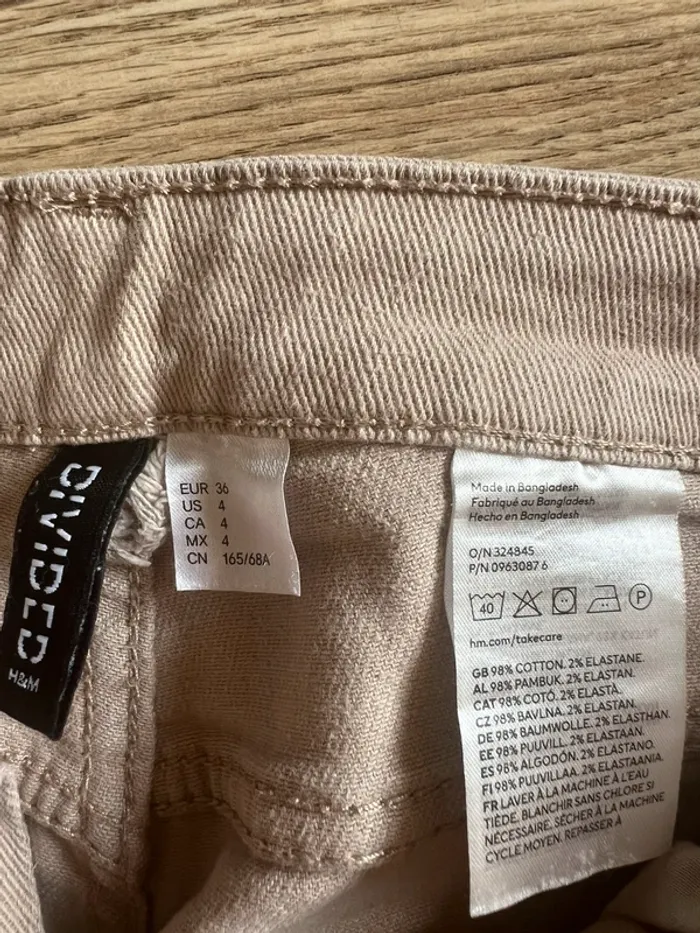 DIVIDED
H&M
EUR 36
US 4
CA 4
MX 4
CN 165/68A
Made in Bangladesh
Fabriqué au Bangladesh
Hecho en Bangladesh
O/N 324845
P/N 0963087 6
40
P
hm.com/takecare
GB 98% COTTON. 2% ELASTANE.
AL 98% PAMBUK. 2% ELASTAN.
CAT 98% COTÓ. 2% ELASTÀ.
CZ 98% BAVLNA. 2% ELASTAN.
DE 98% BAUMWOLLE. 2% ELASTHAN.
EE 98% PUUVILL. 2% ELASTAAN.
ES 98% ALGODÓN. 2% ELASTANO.
FI 98% PUUVILLAA. 2% ELASTAANIA.
FR LAVER À LA MACHINE À L'EAU
TIÈDE, BLANCHIR SANS CHLORE SI
NÉCESSAIRE, SÉCHER À LA MACHINE
CYCLE MOYEN. REPASSER À